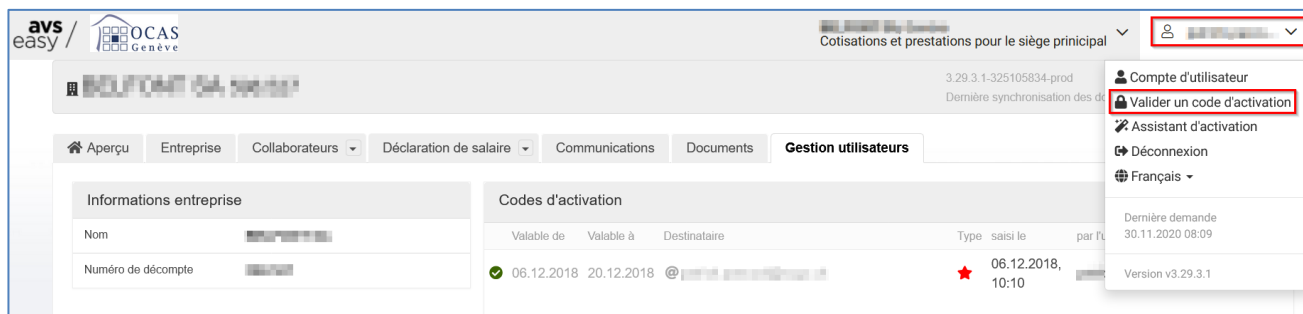 avs
easy
OCAS
Genève
Cotisations et prestations pour le siège prinicipal
3.29.3.1-325105834-prod
Dernière synchronisation des do
Compte d'utilisateur
Valider un code d'activation
Assistant d'activation
Déconnexion
Français
Dernière demande
30.11.2020 08:09
Version v3.29.3.1
Aperçu Entreprise Collaborateurs Déclaration de salaire Communications Documents Gestion utilisateurs
Informations entreprise
Nom
Numéro de décompte
Codes d'activation
Valable de Valable à Destinataire Type saisi le par l'u
06.12.2018 20.12.2018 @ 06.12.2018,
10:10